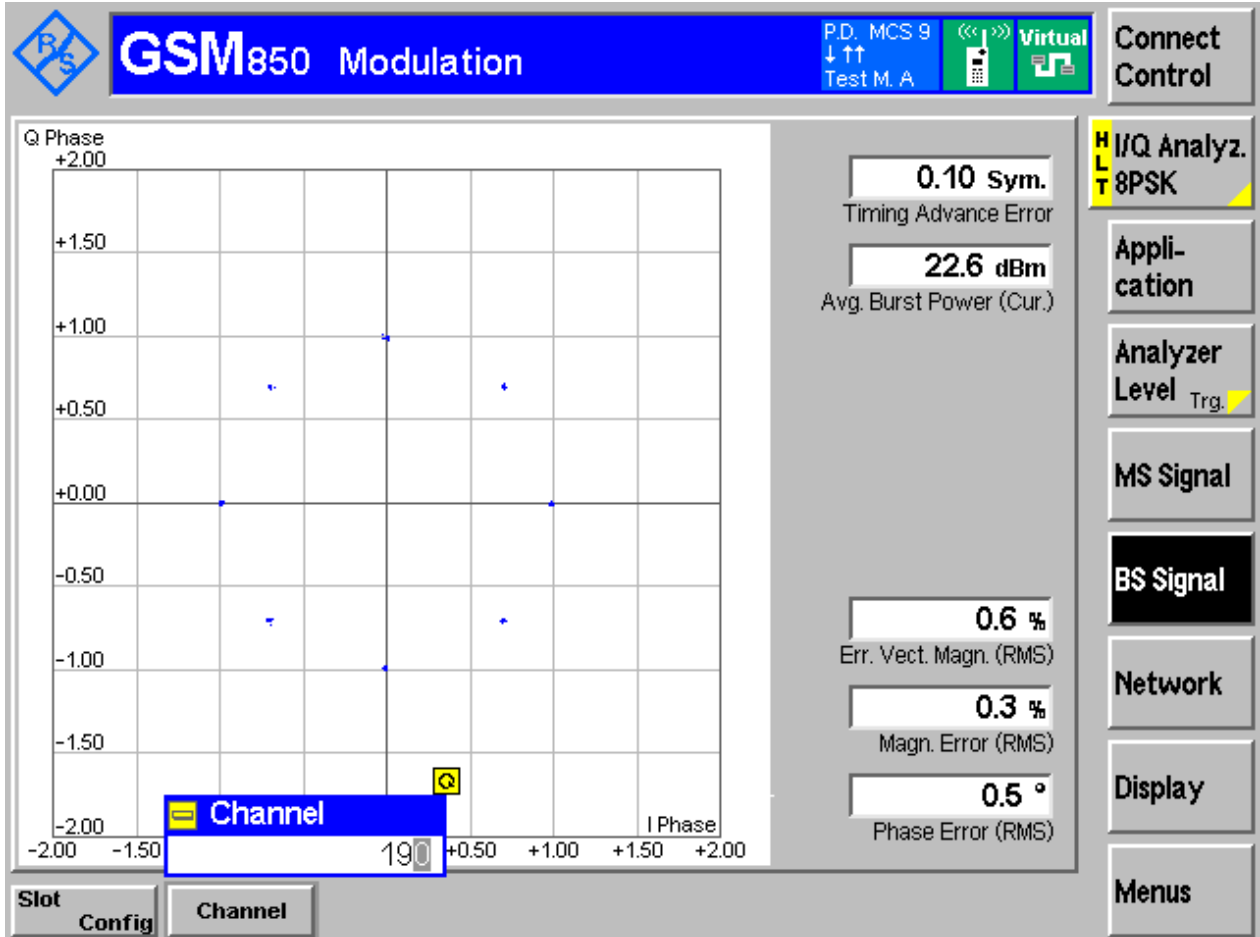 R/S
GSM850 Modulation
P.D. MCS 9
↓ ↑↑
Test M. A
Virtual
Connect
Control
Q Phase
+2.00
+1.50
+1.00
+0.50
+0.00
-0.50
-1.00
-1.50
-2.00
I Phase
-2.00 -1.50 +0.50 +1.00 +1.50 +2.00
Q
Channel
190
0.10 Sym.
Timing Advance Error
22.6 dBm
Avg. Burst Power (Cur.)
0.6 %
Err. Vect. Magn. (RMS)
0.3 %
Magn. Error (RMS)
0.5 °
Phase Error (RMS)
HLT
I/Q Analyz.
8PSK
Appli-
cation
Analyzer
Level Trg.
MS Signal
BS Signal
Network
Display
Menus
Slot
Config
Channel